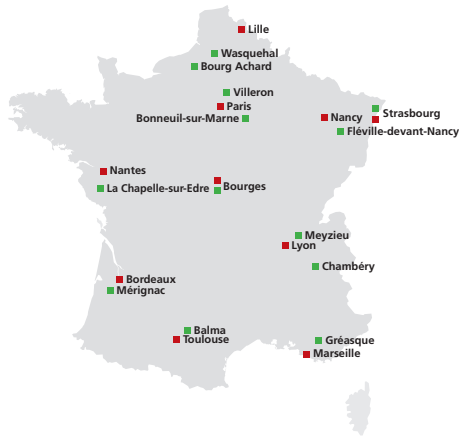 Lille
Wasquehal
Bourg Achard
Villeron
Paris
Bonneuil-sur-Marne
Nancy
Strasbourg
Fléville-devant-Nancy
Nantes
La Chapelle-sur-Edre
Bourges
Meyzieu
Lyon
Chambéry
Bordeaux
Mérignac
Balma
Toulouse
Gréasque
Marseille